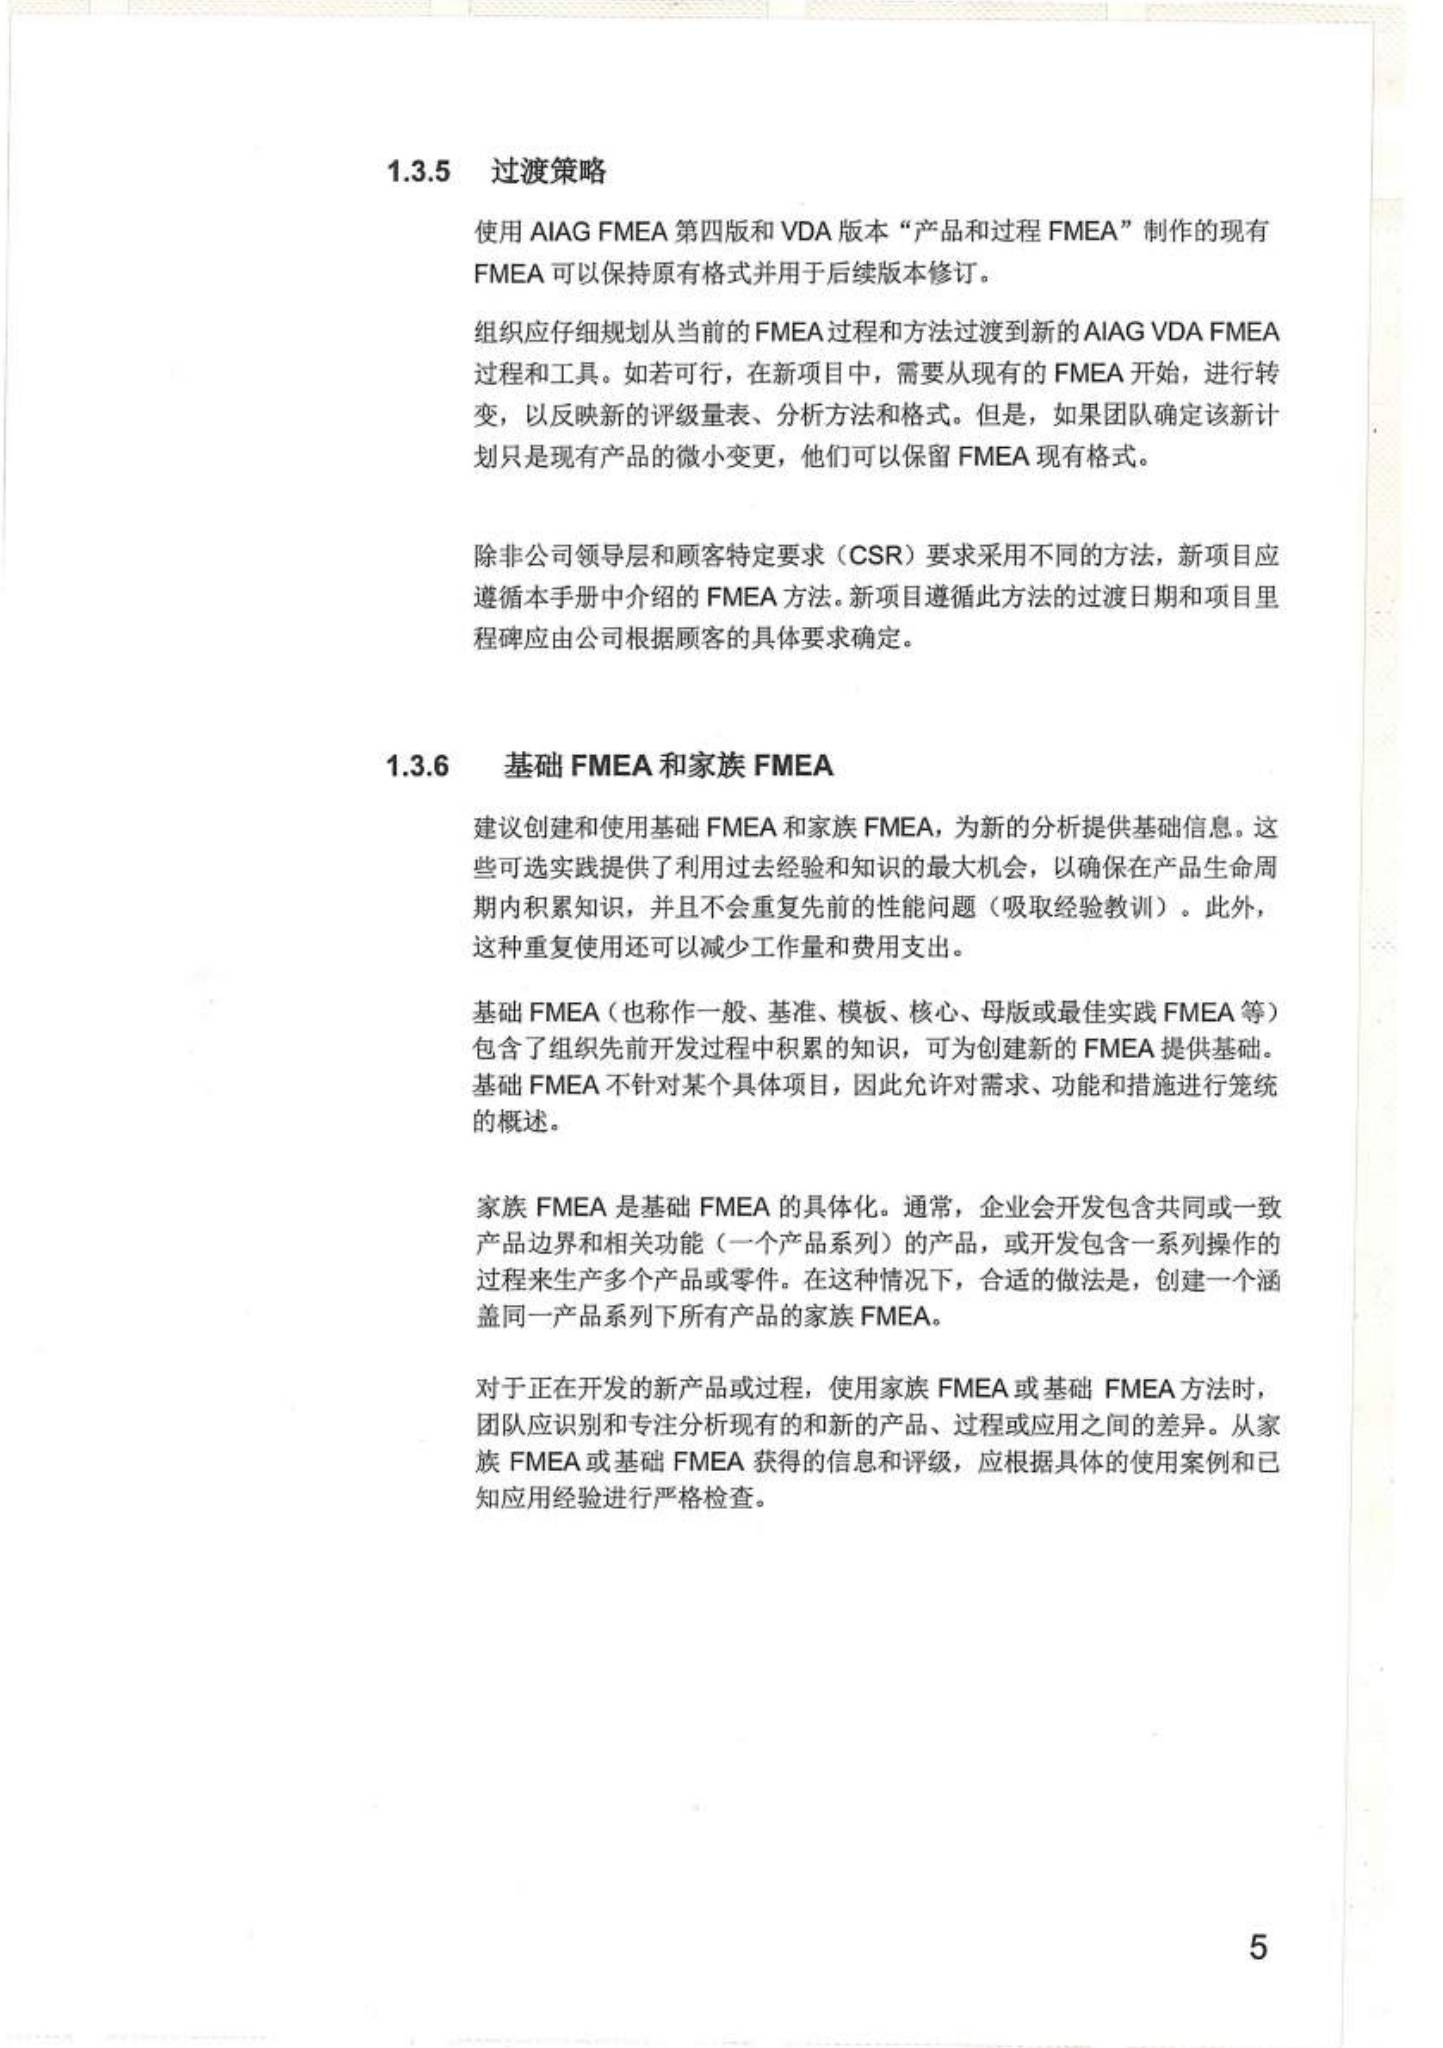 1.3.5 过渡策略
使用 AIAG FMEA 第四版和 VDA 版本“产品和过程 FMEA”制作的现有
FMEA 可以保持原有格式并用于后续版本修订。
组织应仔细规划从当前的 FMEA 过程和方法过渡到新的 AIAG VDA FMEA
过程和工具。如若可行，在新项目中，需要从现有的 FMEA 开始，进行转
变，以反映新的评级量表、分析方法和格式。但是，如果团队确定该新计
划只是现有产品的微小变更，他们可以保留 FMEA 现有格式。
除非公司领导层和顾客特定要求（CSR）要求采用不同的方法，新项目应
遵循本手册中介绍的 FMEA 方法。新项目遵循此方法的过渡日期和项目里
程碑应由公司根据顾客的具体要求确定。
1.3.6 基础 FMEA 和家族 FMEA
建议创建和使用基础 FMEA 和家族 FMEA，为新的分析提供基础信息。这
些可选实践提供了利用过去经验和知识的最大机会，以确保在产品生命周
期内积累知识，并且不会重复先前的性能问题（吸取经验教训）。此外，
这种重复使用还可以减少工作量和费用支出。
基础 FMEA（也称作一般、基准、模板、核心、母版或最佳实践 FMEA 等）
包含了组织先前开发过程中积累的知识，可为创建新的 FMEA 提供基础。
基础 FMEA 不针对某个具体项目，因此允许对需求、功能和措施进行笼统
的概述。
家族 FMEA 是基础 FMEA 的具体化。通常，企业会开发包含共同或一致
产品边界和相关功能（一个产品系列）的产品，或开发包含一系列操作的
过程来生产多个产品或零件。在这种情况下，合适的做法是，创建一个涵
盖同一产品系列下所有产品的家族 FMEA。
对于正在开发的新产品或过程，使用家族 FMEA 或基础 FMEA 方法时，
团队应识别和专注分析现有的和新的产品、过程或应用之间的差异。从家
族 FMEA 或基础 FMEA 获得的信息和评级，应根据具体的使用案例和已
知应用经验进行严格检查。
5